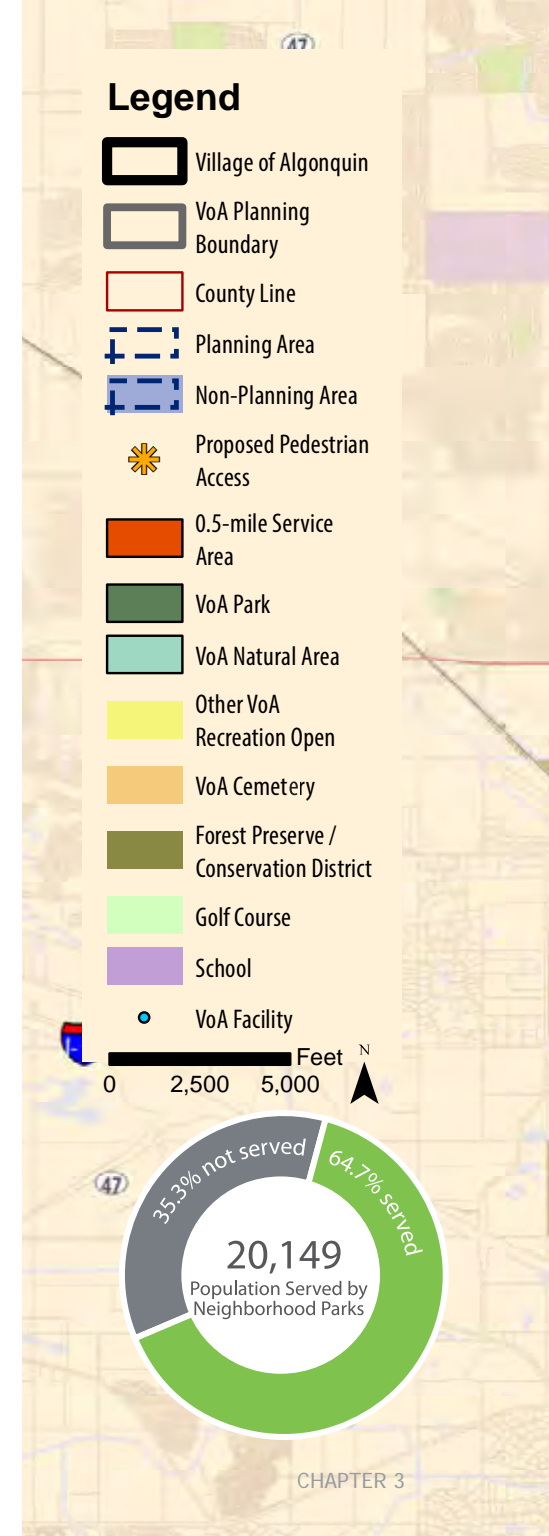 47
Legend
Village of Algonquin
VoA Planning
Boundary
County Line
Planning Area
Non-Planning Area
Proposed Pedestrian
Access
0.5-mile Service
Area
VoA Park
VoA Natural Area
Other VoA
Recreation Open
VoA Cemetery
Forest Preserve /
Conservation District
Golf Course
School
VoA Facility
Feet
N
0 2,500 5,000
47
35.3% not served
64.7% served
20,149
Population Served by
Neighborhood Parks
CHAPTER 3